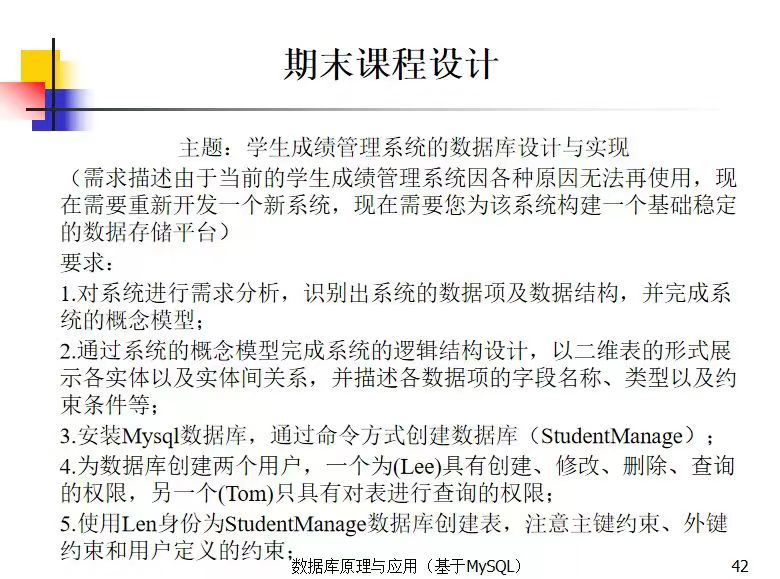 期末课程设计
主题：学生成绩管理系统的数据库设计与实现
（需求描述由于当前的学生成绩管理系统因各种原因无法再使用，现
在需要重新开发一个新系统，现在需要您为该系统构建一个基础稳定
的数据存储平台）
要求：
1.对系统进行需求分析，识别出系统的数据项及数据结构，并完成系
统的概念模型；
2.通过系统的概念模型完成系统的逻辑结构设计，以二维表的形式展
示各实体以及实体间关系，并描述各数据项的字段名称、类型以及约
束条件等；
3.安装Mysql数据库，通过命令方式创建数据库（StudentManage）；
4.为数据库创建两个用户，一个为(Lee)具有创建、修改、删除、查询
的权限，另一个(Tom)只具有对表进行查询的权限；
5.使用Len身份为StudentManage数据库创建表，注意主键约束、外键
约束和用户定义的约束；
数据库原理与应用（基于MySQL）
42